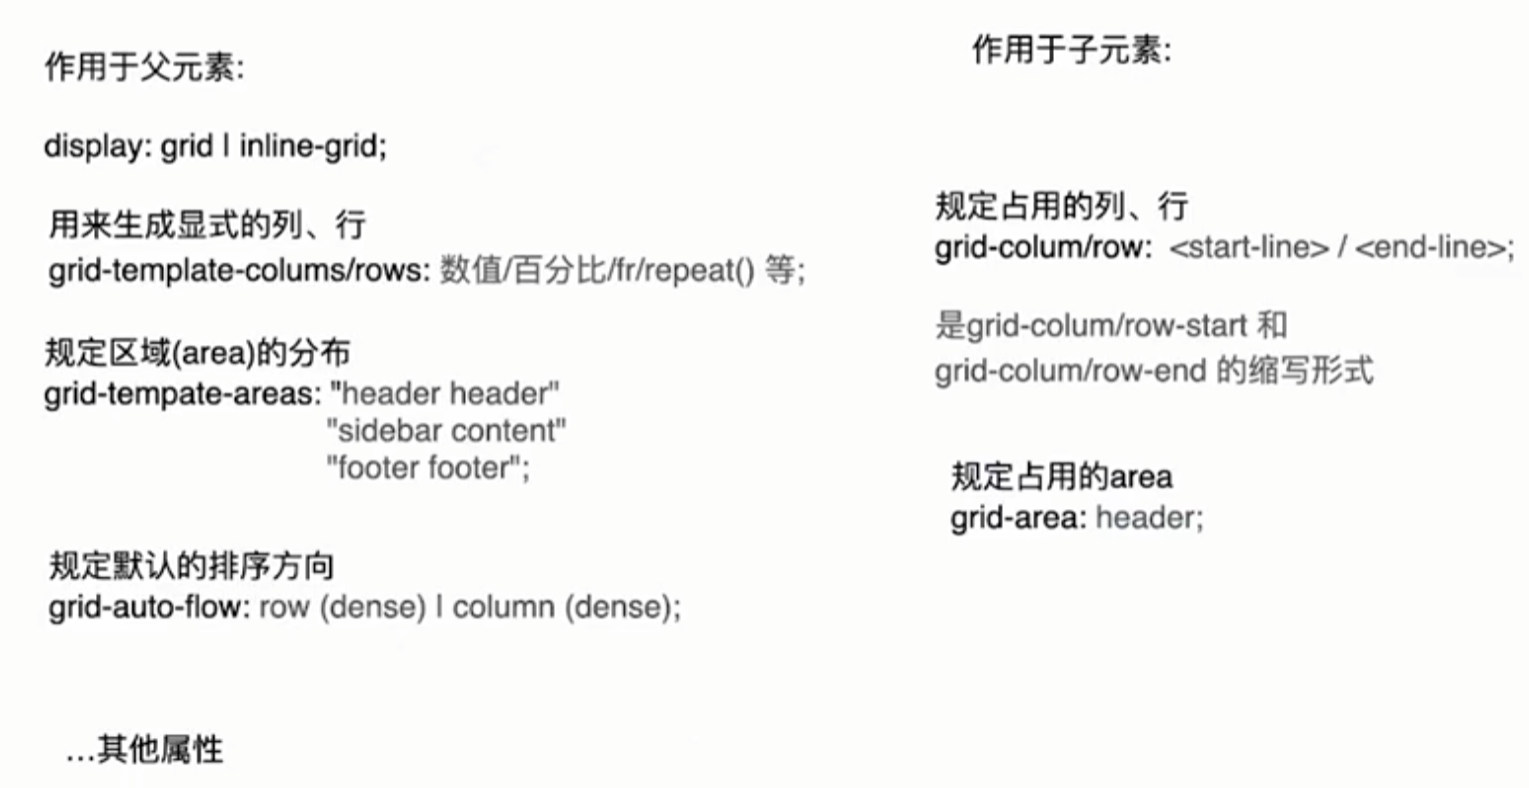 作用于父元素:
display: grid | inline-grid;
用来生成显式的列、行
grid-template-colums/rows: 数值/百分比/fr/repeat() 等;
规定区域(area)的分布
grid-tempate-areas: "header header"
"sidebar content"
"footer footer";
规定默认的排序方向
grid-auto-flow: row (dense) | column (dense);
...其他属性
作用于子元素:
规定占用的列、行
grid-colum/row: <start-line> / <end-line>;
是grid-colum/row-start 和
grid-colum/row-end 的缩写形式
规定占用的area
grid-area: header;